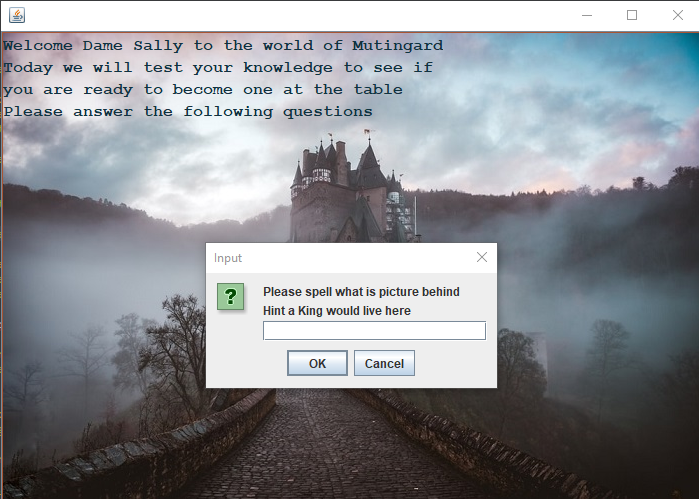 Welcome Dame Sally to the world of Mutingard
Today we will test your knowledge to see if
you are ready to become one at the table
Please answer the following questions
Input
?
Please spell what is picture behind
Hint a King would live here
OK
Cancel